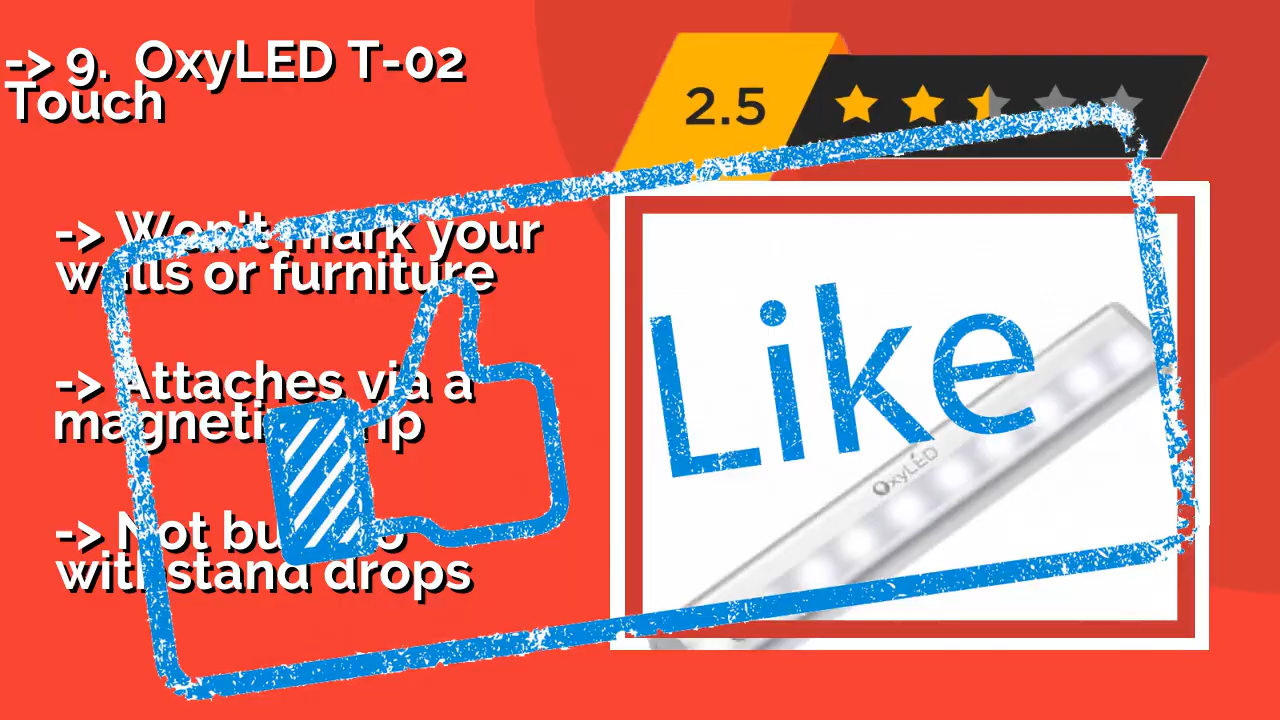 -> 9. OxyLED T-02
Touch
2.5
-> Won't mark your
walls or furniture
-> Attaches via a
magnetic strip
-> Not built to
withstand drops
Like
OxyLED